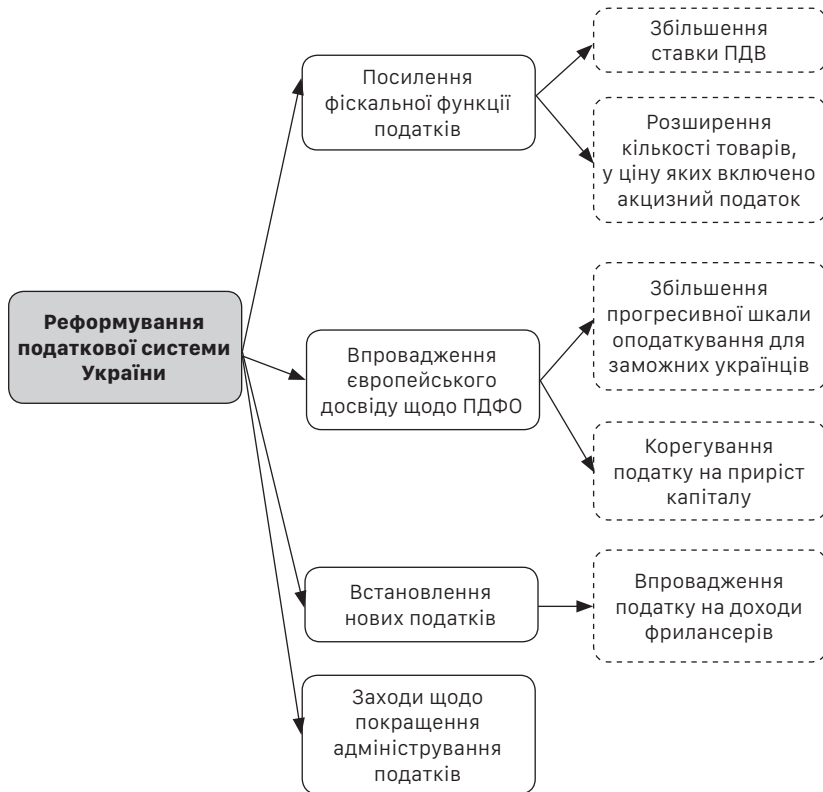 Реформування
податкової системи
України
Посилення
фіскальної функції
податків
Збільшення
ставки ПДВ
Розширення
кількості товарів,
у ціну яких включено
акцизний податок
Впровадження
європейського
досвіду щодо ПДФО
Збільшення
прогресивної шкали
оподаткування для
заможних українців
Корегування
податку на приріст
капіталу
Встановлення
нових податків
Впровадження
податку на доходи
фрилансерів
Заходи щодо
покращення
адміністрування
податків